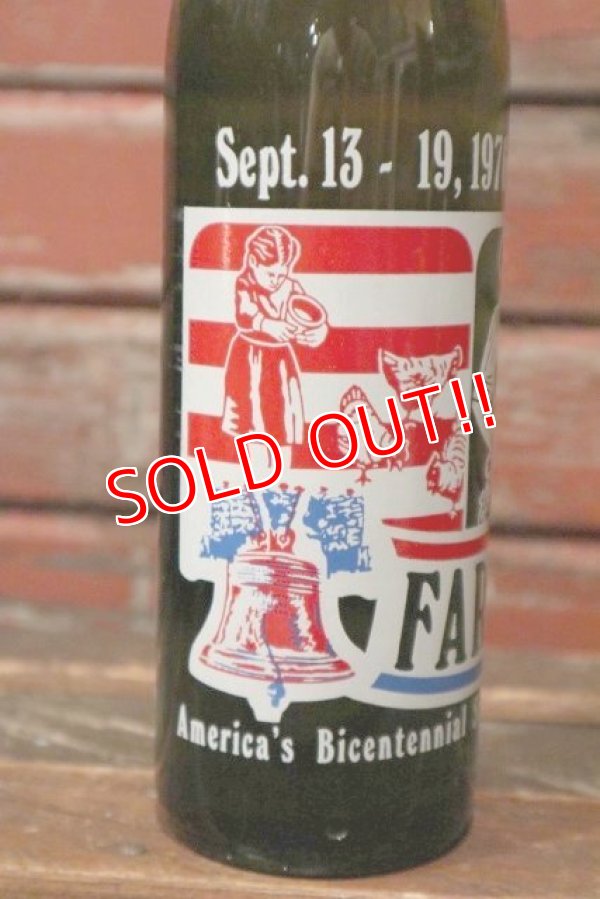 Sept. 13 - 19, 197
SOLD OUT!!
FAR
America's Bicentennial